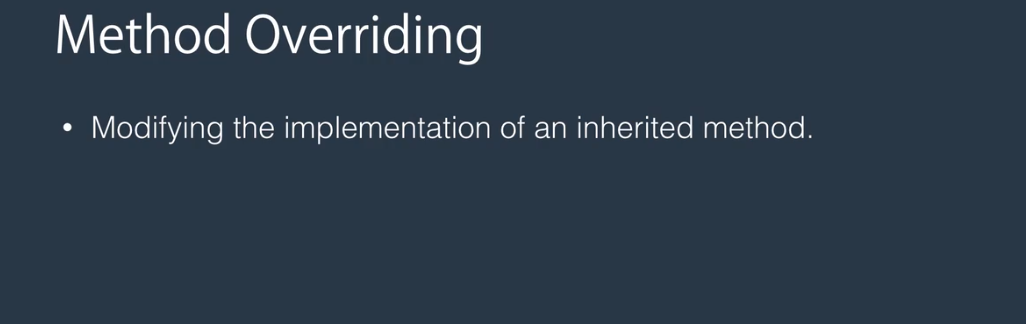 Method Overriding
• Modifying the implementation of an inherited method.